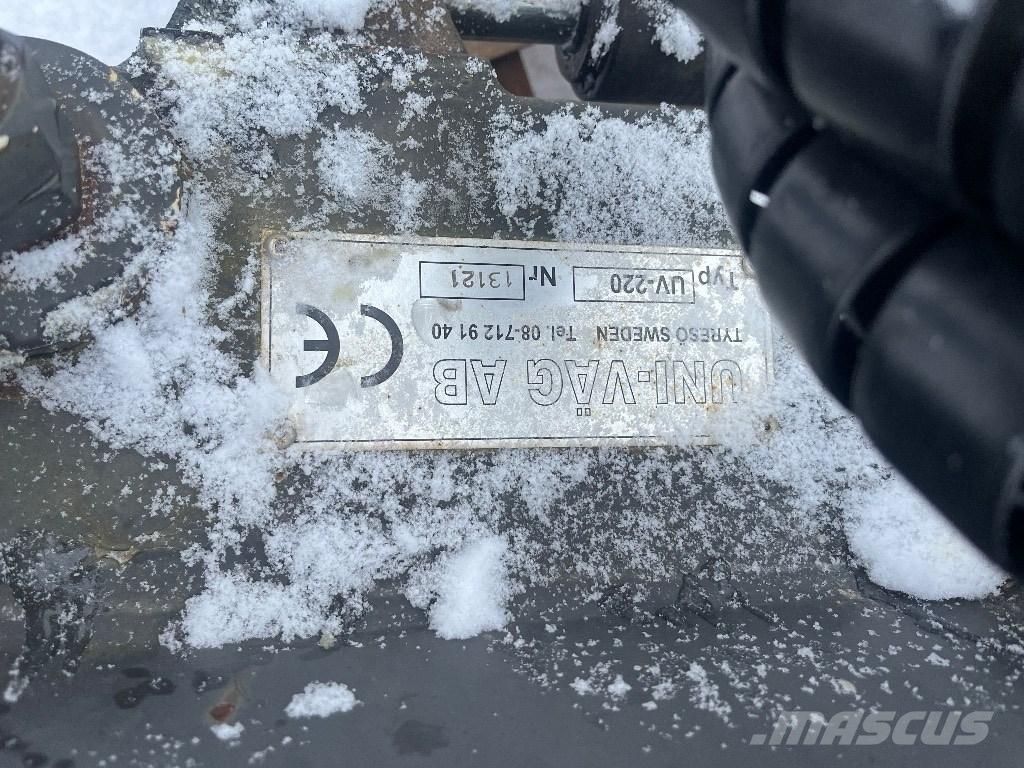 UNI-VÄG AB
TYRESÖ SWEDEN Tel. 08-712 91 40
CE
Typ UV-220 Nr 13121
MASCUS